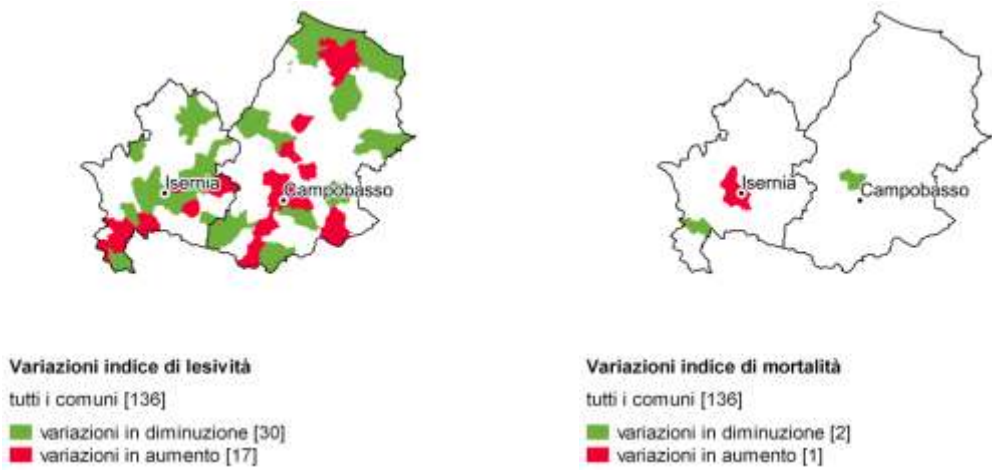 Isernia
Campobasso
Isernia
Campobasso
Variazioni indice di lesività
tutti i comuni [136]
variazioni in diminuzione [30]
variazioni in aumento [17]
Variazioni indice di mortalità
tutti i comuni [136]
variazioni in diminuzione [2]
variazioni in aumento [1]